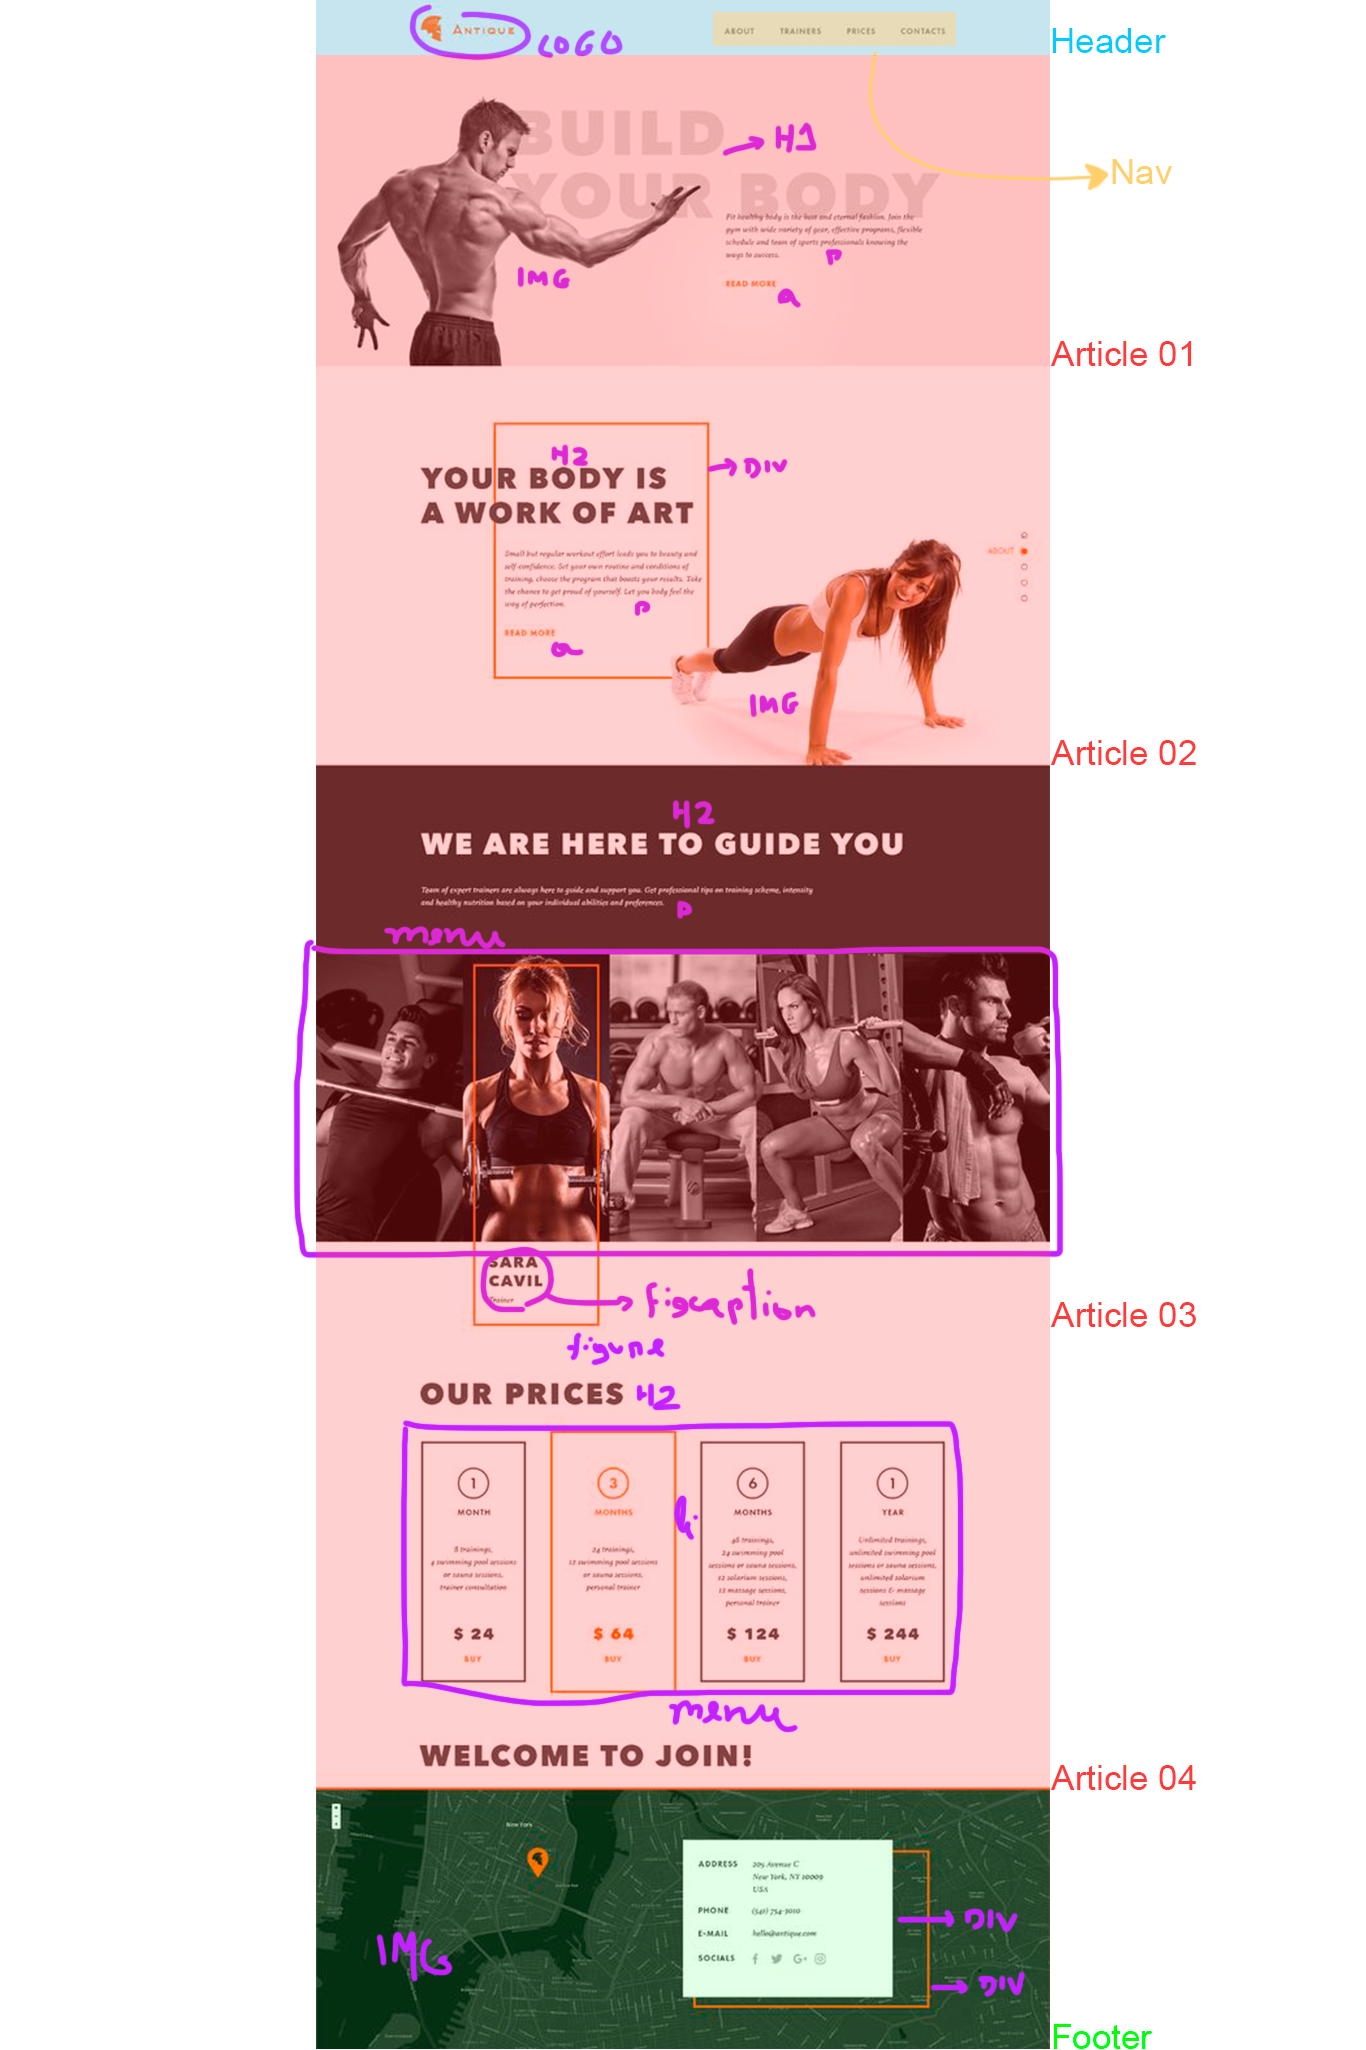 ANTIQUE
LOGO
ABOUT TRAINERS PRICES CONTACTS
Header
BUILD
YOUR BODY
H1
Nav
Fit healthy body is the best and eternal fashion. Join the
gym with wide variety of gear, effective programs, flexible
schedule and team of sports professionals knowing the
ways to success.
P
IMG
READ MORE
a
Article 01
H2
YOUR BODY IS
A WORK OF ART
DIV
Small but regular workout effort leads you to beauty and
self-confidence. Set your own routine and conditions of
training, choose the program that boosts your results. Take
the chance to get proud of yourself. Let you body feel the
way of perfection.
P
READ MORE
a
ABOUT
IMG
Article 02
H2
WE ARE HERE TO GUIDE YOU
Team of expert trainers are always here to guide and support you. Get professional tips on training scheme, intensity
and healthy nutrition based on your individual abilities and preferences.
P
menu
SARA
CAVIL
Trainer
Figcaption
figure
Article 03
OUR PRICES H2
1
MONTH
8 trainings,
4 swimming pool sessions
or sauna sessions,
trainer consultation
$ 24
BUY
3
MONTHS
24 trainings,
12 swimming pool sessions
or sauna sessions,
personal trainer
$ 64
BUY
li
6
MONTHS
48 trainings,
24 swimming pool
sessions or sauna sessions,
12 solarium sessions,
12 massage sessions,
personal trainer
$ 124
BUY
1
YEAR
Unlimited trainings,
unlimited swimming pool
sessions or sauna sessions,
unlimited solarium
sessions & massage
sessions
$ 244
BUY
menu
WELCOME TO JOIN!
Article 04
New York
ADDRESS 209 Avenue C
New York, NY 10009
USA
PHONE (541) 754-3010
E-MAIL hello@antique.com
SOCIALS
DIV
DIV
IMG
Footer